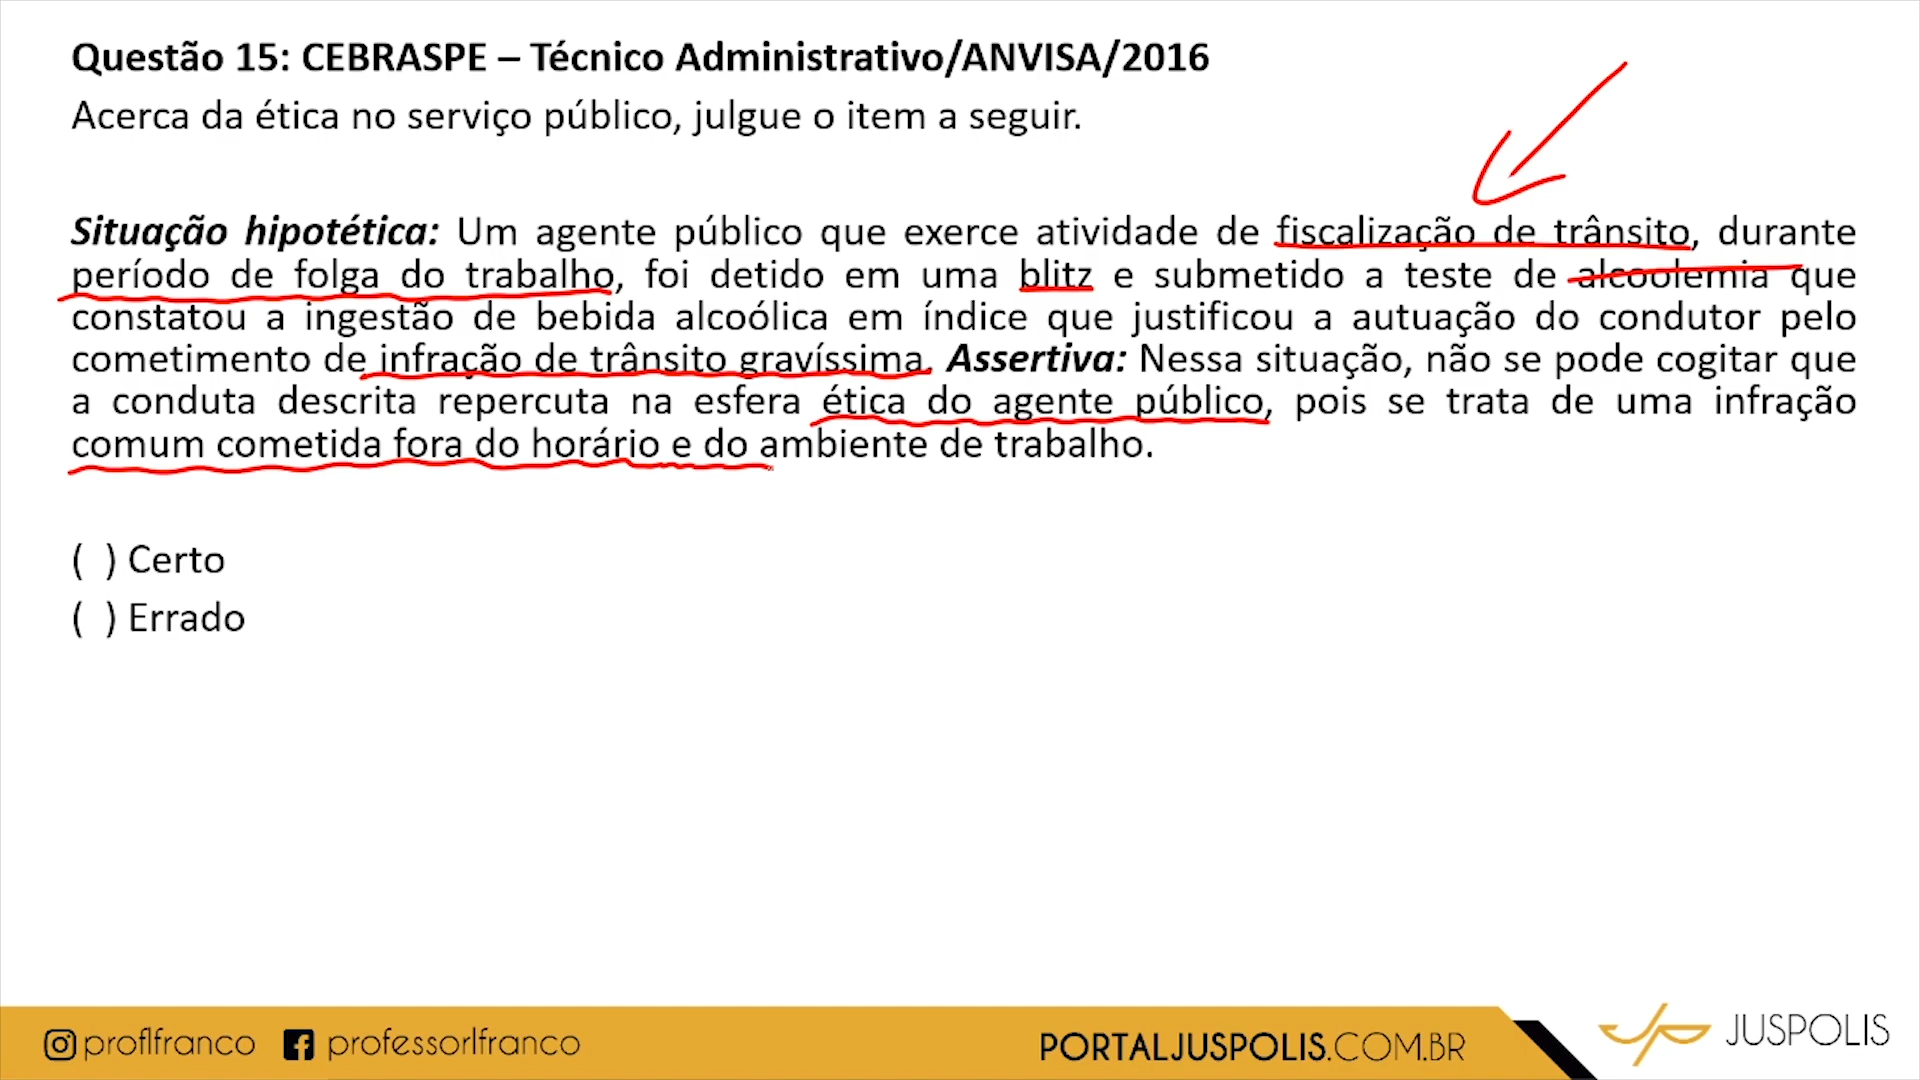 Questão 15: CEBRASPE – Técnico Administrativo/ANVISA/2016
Acerca da ética no serviço público, julgue o item a seguir.
Situação hipotética: Um agente público que exerce atividade de fiscalização de trânsito, durante
período de folga do trabalho, foi detido em uma blitz e submetido a teste de alcoolemia que
constatou a ingestão de bebida alcoólica em índice que justificou a autuação do condutor pelo
cometimento de infração de trânsito gravíssima. Assertiva: Nessa situação, não se pode cogitar que
a conduta descrita repercuta na esfera ética do agente público, pois se trata de uma infração
comum cometida fora do horário e do ambiente de trabalho.
( ) Certo
( ) Errado
proflfranco professorlfranco PORTALJUSPOLIS.COM.BR JUSPOLIS